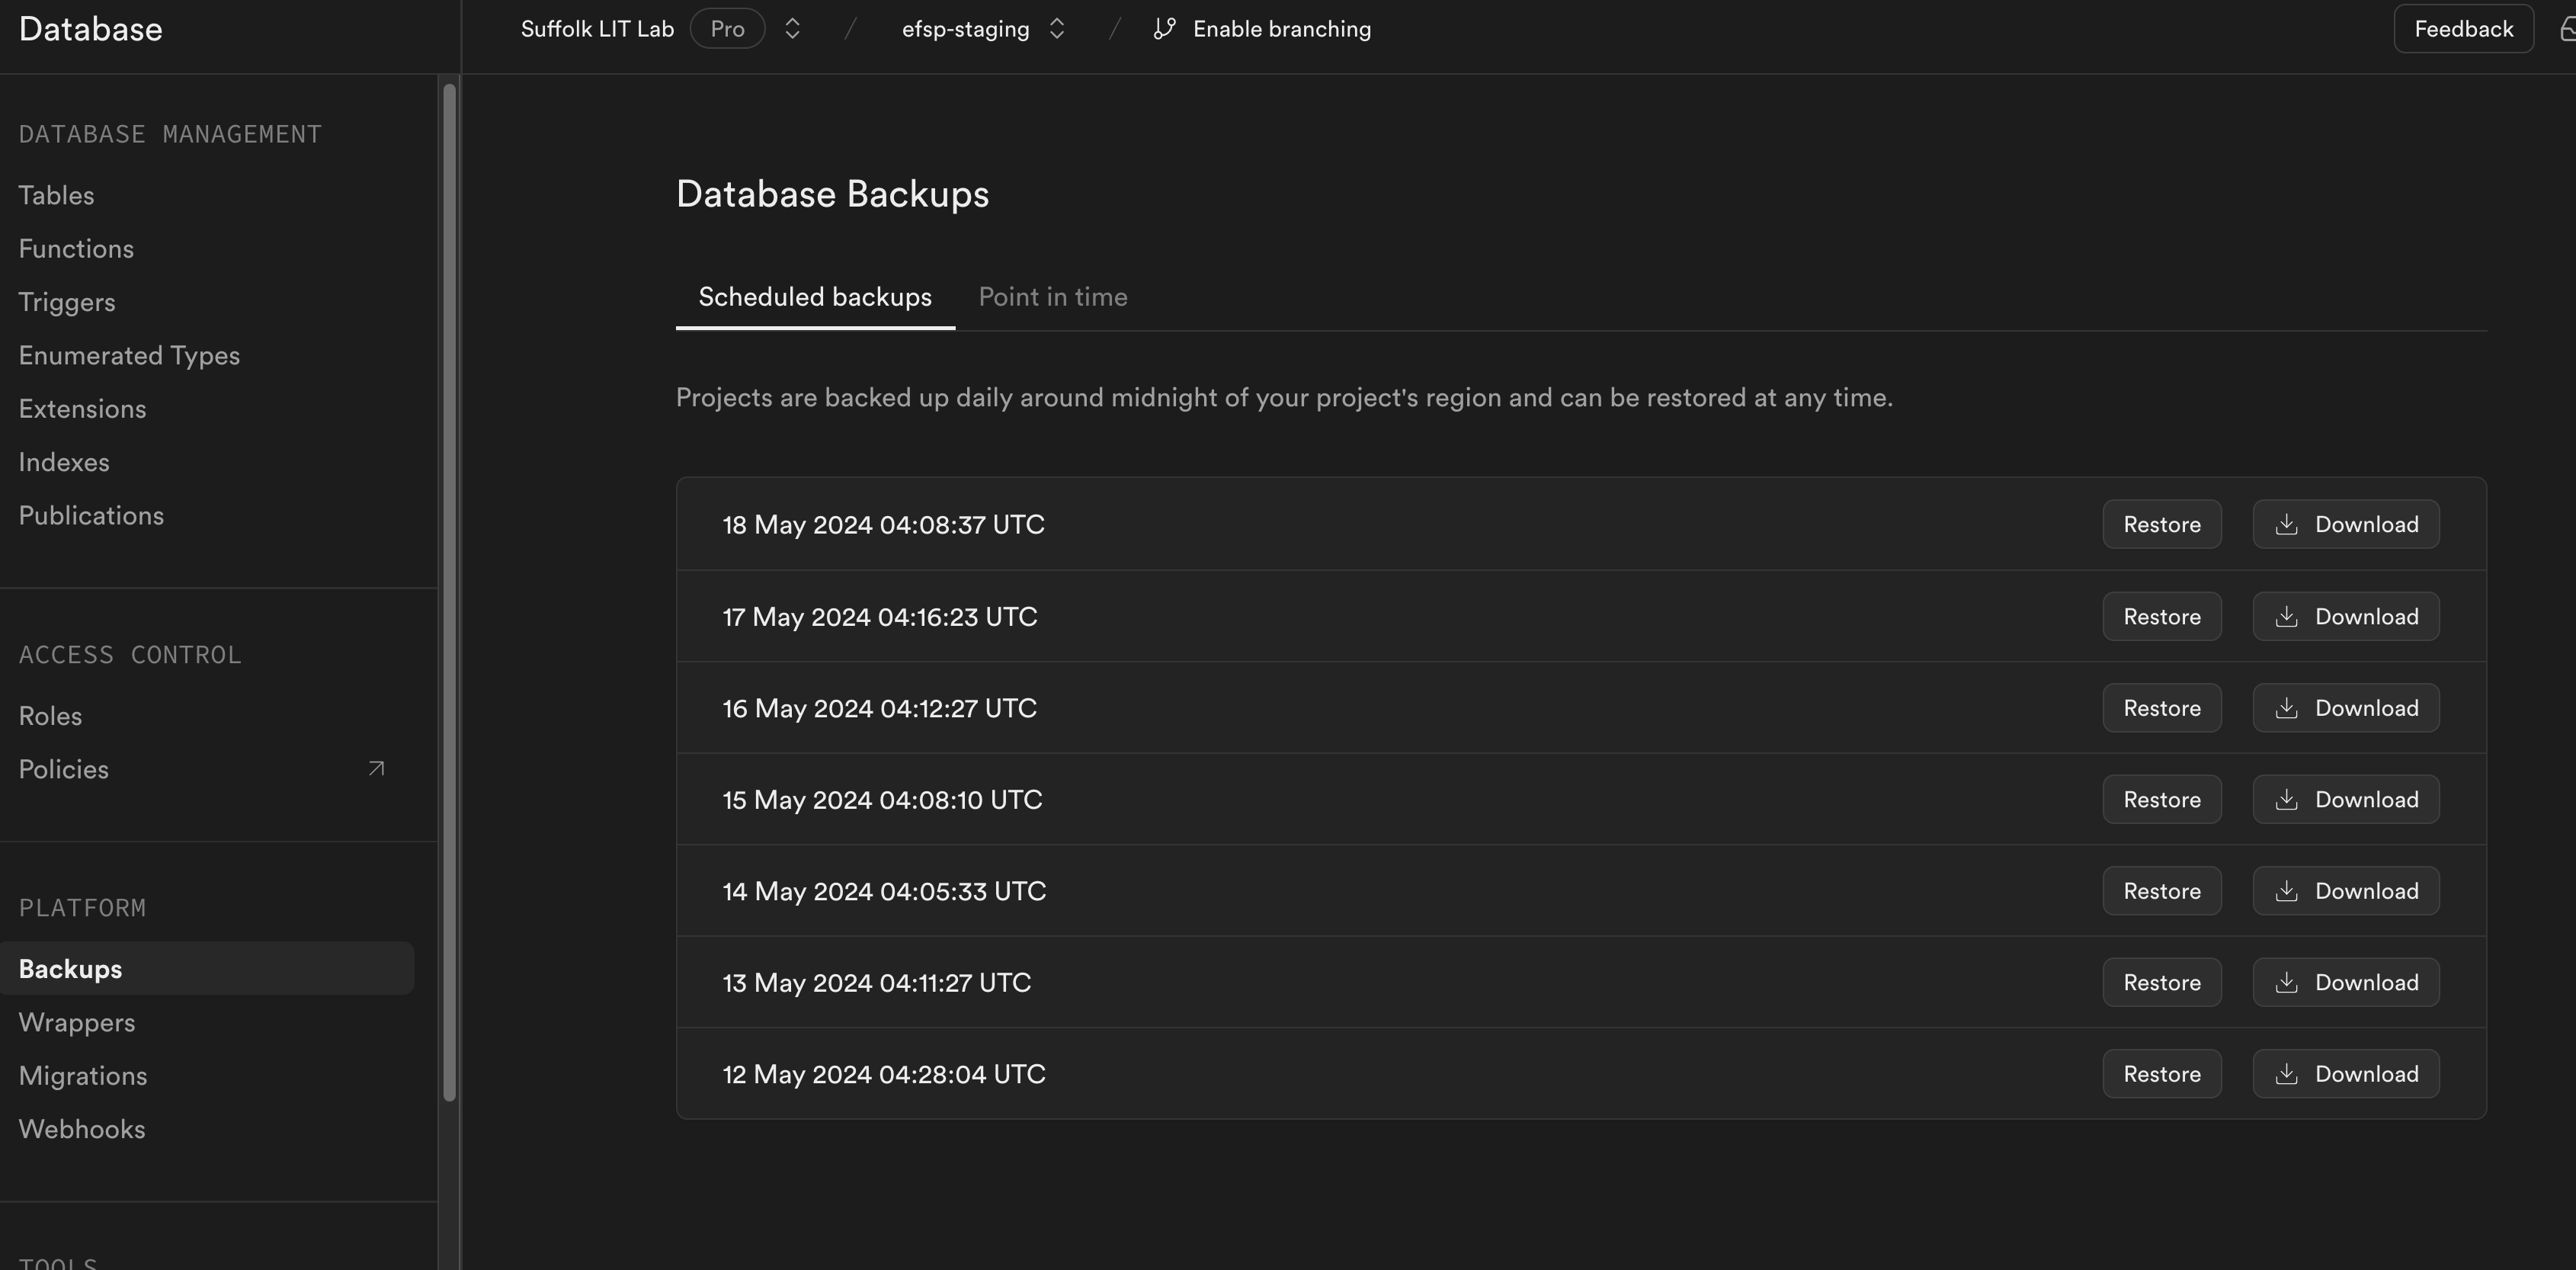 Database
Suffolk LIT Lab Pro / efsp-staging / Enable branching
Feedback
DATABASE MANAGEMENT
Tables
Functions
Triggers
Enumerated Types
Extensions
Indexes
Publications
ACCESS CONTROL
Roles
Policies
PLATFORM
Backups
Wrappers
Migrations
Webhooks
TOOLS
Database Backups
Scheduled backups Point in time
Projects are backed up daily around midnight of your project's region and can be restored at any time.
18 May 2024 04:08:37 UTC Restore Download
17 May 2024 04:16:23 UTC Restore Download
16 May 2024 04:12:27 UTC Restore Download
15 May 2024 04:08:10 UTC Restore Download
14 May 2024 04:05:33 UTC Restore Download
13 May 2024 04:11:27 UTC Restore Download
12 May 2024 04:28:04 UTC Restore Download